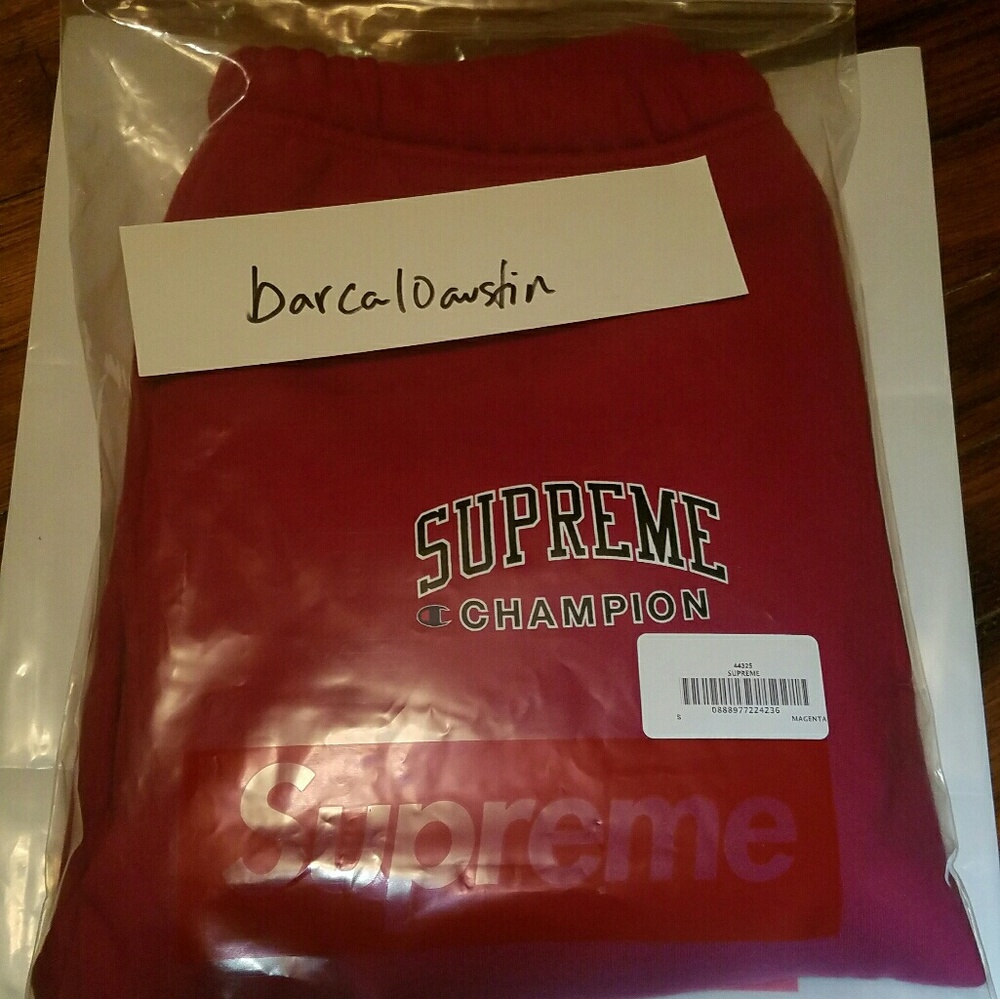 barca10austin
SUPREME
CHAMPION
44325
SUPREME
0888977224236
S MAGENTA
Supreme